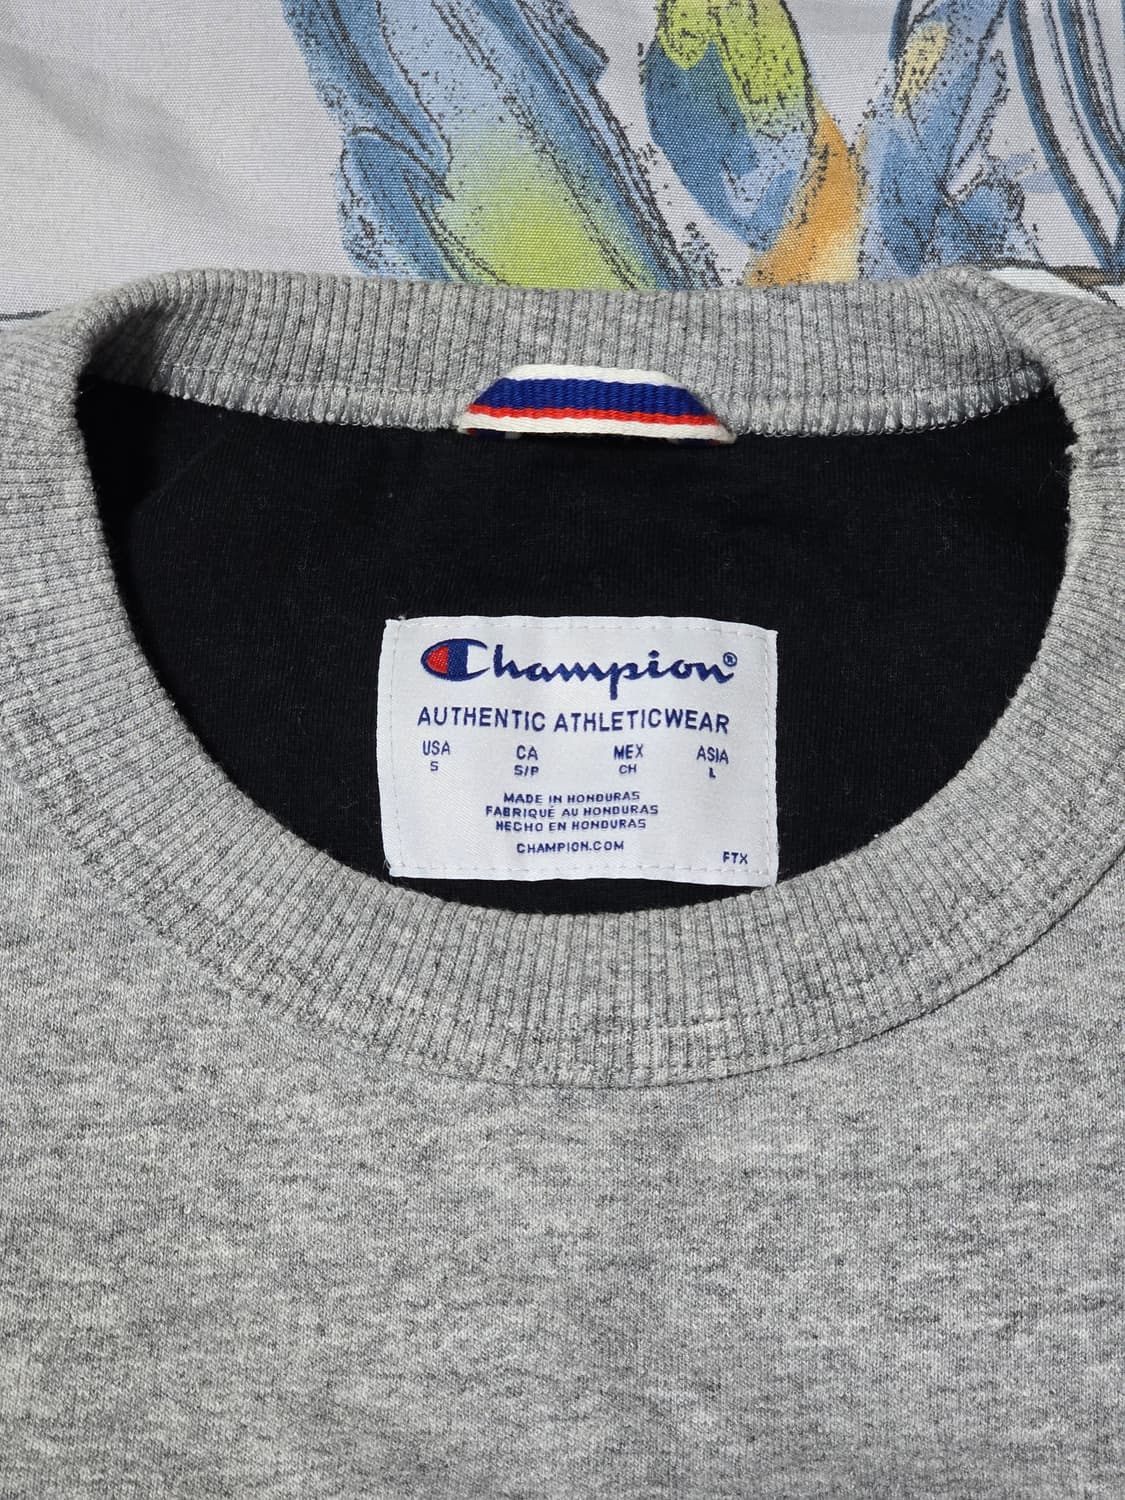 Champion®
AUTHENTIC ATHLETICWEAR
USA CA MEX ASIA
S S/P CH L
MADE IN HONDURAS
FABRIQUÉ AU HONDURAS
HECHO EN HONDURAS
CHAMPION.COM
FTX